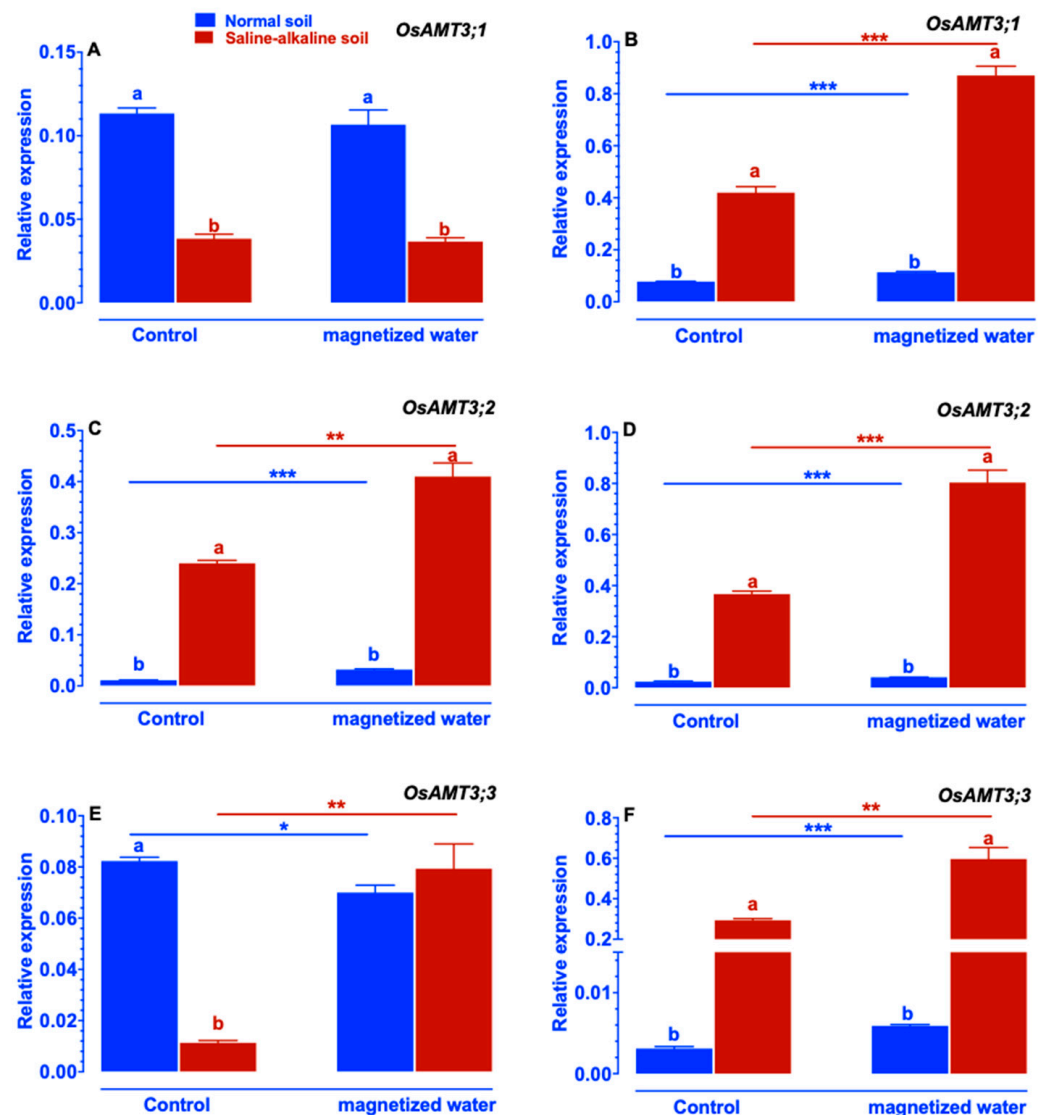 Normal soil
Saline-alkaline soil
A
OsAMT3;1
Relative expression
0.15
0.10
0.05
0.00
a
b
a
b
Control
magnetized water
B
OsAMT3;1
Relative expression
1.0
0.8
0.6
0.4
0.2
0.0
***
***
b
a
b
a
Control
magnetized water
C
OsAMT3;2
Relative expression
0.5
0.4
0.3
0.2
0.1
0.0
**
***
b
a
b
a
Control
magnetized water
D
OsAMT3;2
Relative expression
1.0
0.8
0.6
0.4
0.2
0.0
***
***
b
a
b
a
Control
magnetized water
E
OsAMT3;3
Relative expression
0.10
0.08
0.06
0.04
0.02
0.00
**
*
a
b
Control
magnetized water
F
OsAMT3;3
Relative expression
0.8
0.6
0.4
0.2
0.01
0.00
**
***
b
a
b
a
Control
magnetized water